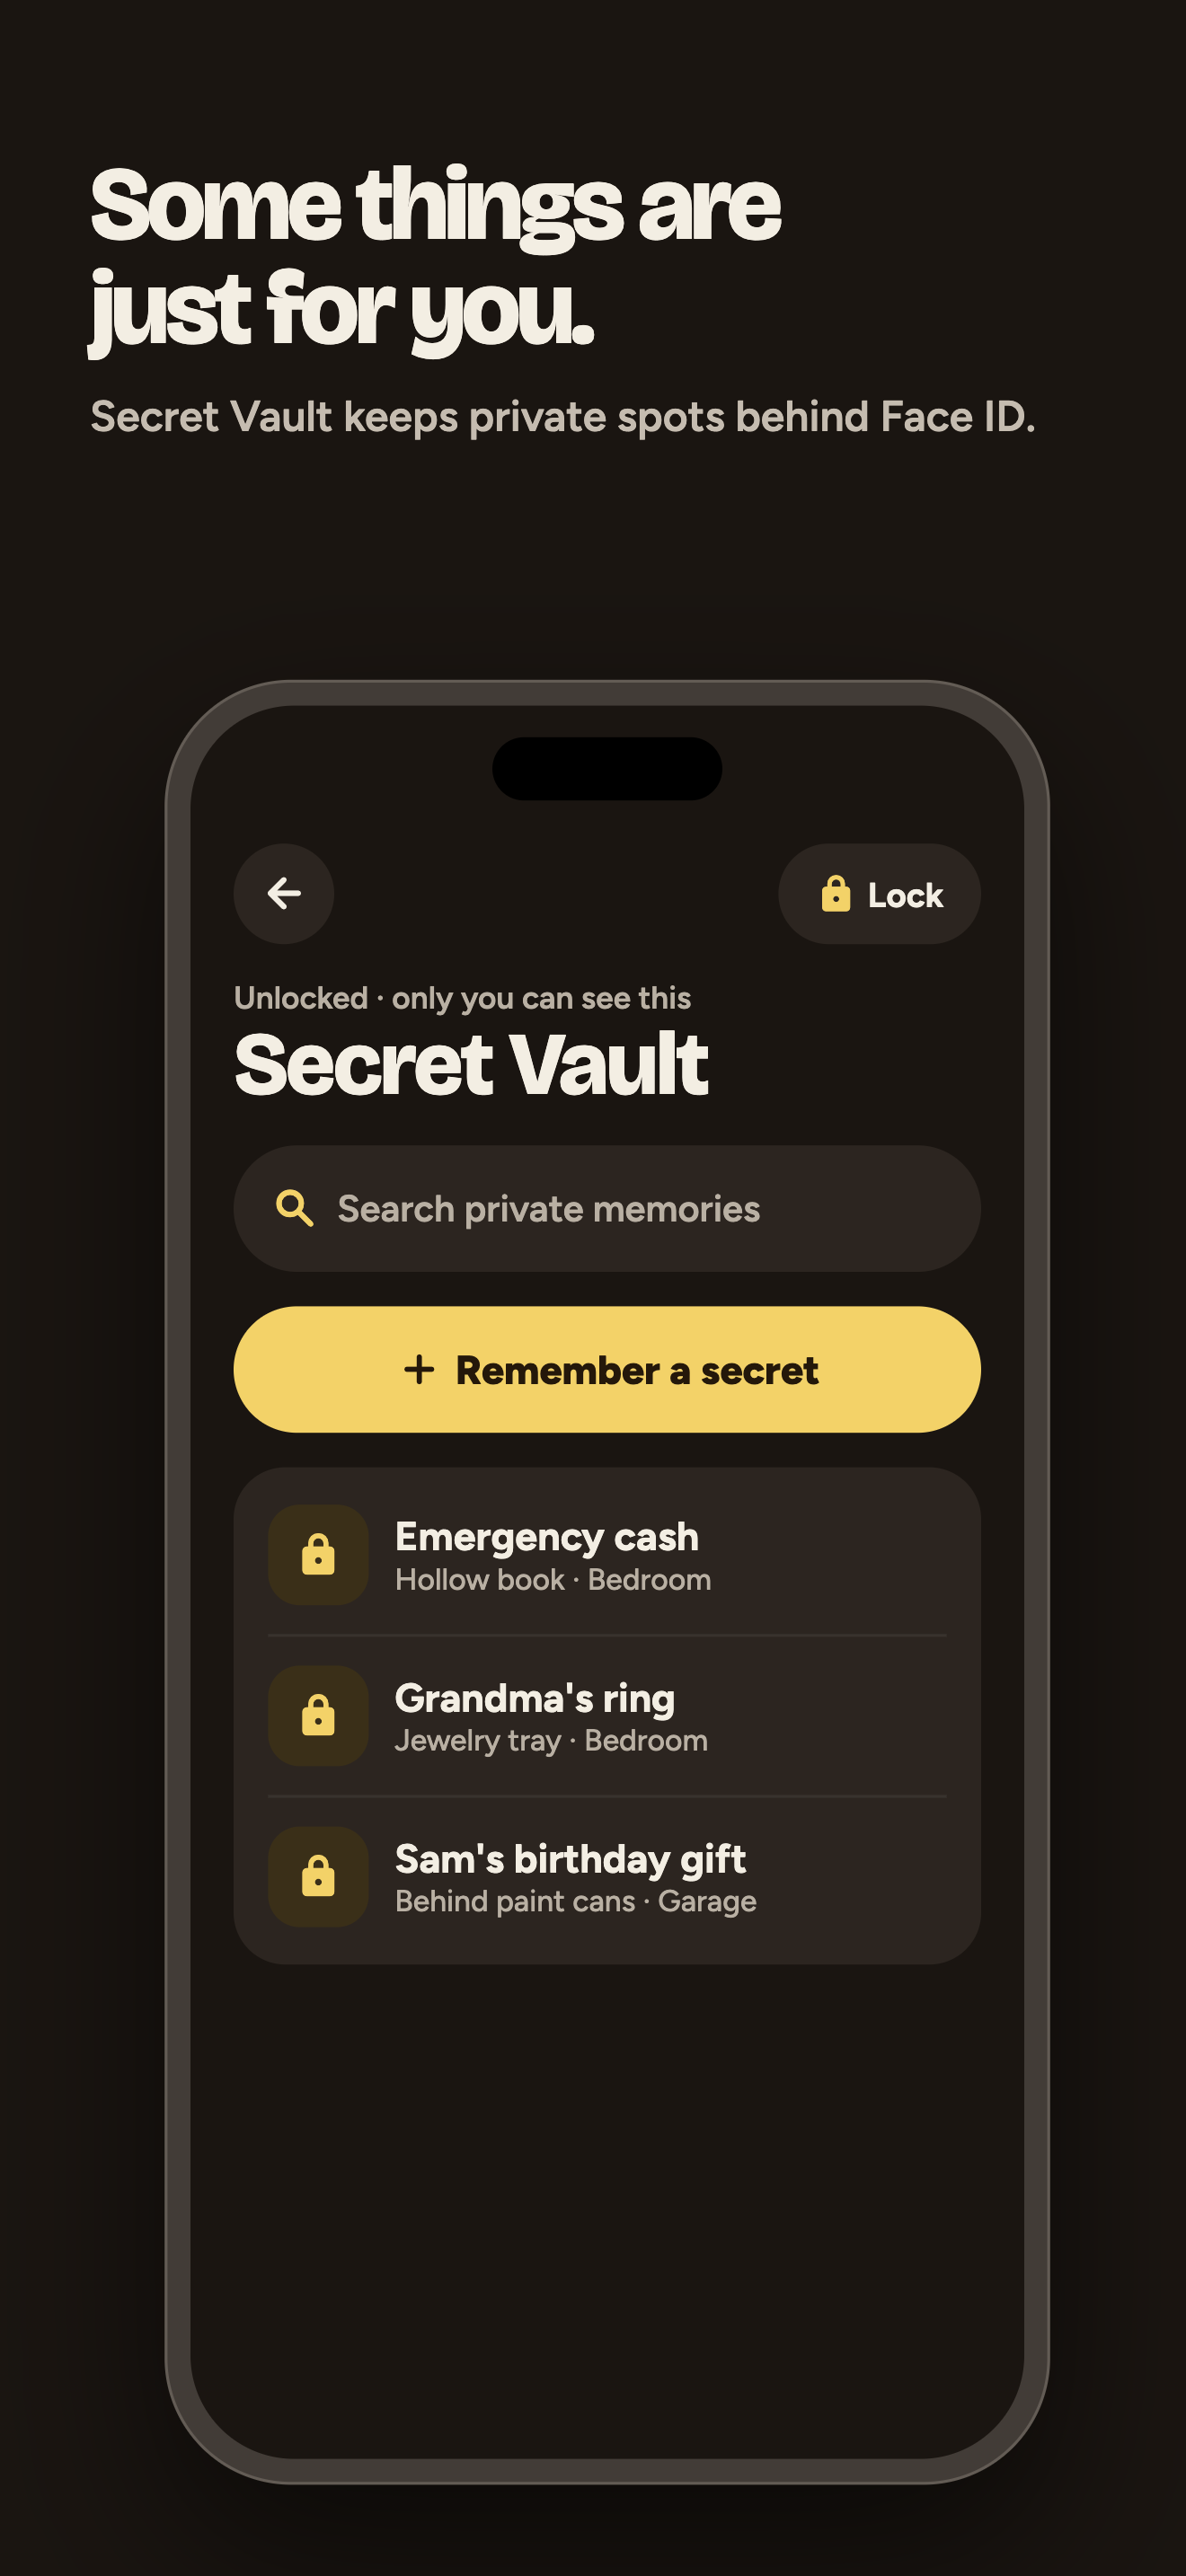 Some things are
just for you.
Secret Vault keeps private spots behind Face ID.
Lock
Unlocked · only you can see this
Secret Vault
Search private memories
+ Remember a secret
Emergency cash
Hollow book · Bedroom
Grandma's ring
Jewelry tray · Bedroom
Sam's birthday gift
Behind paint cans · Garage